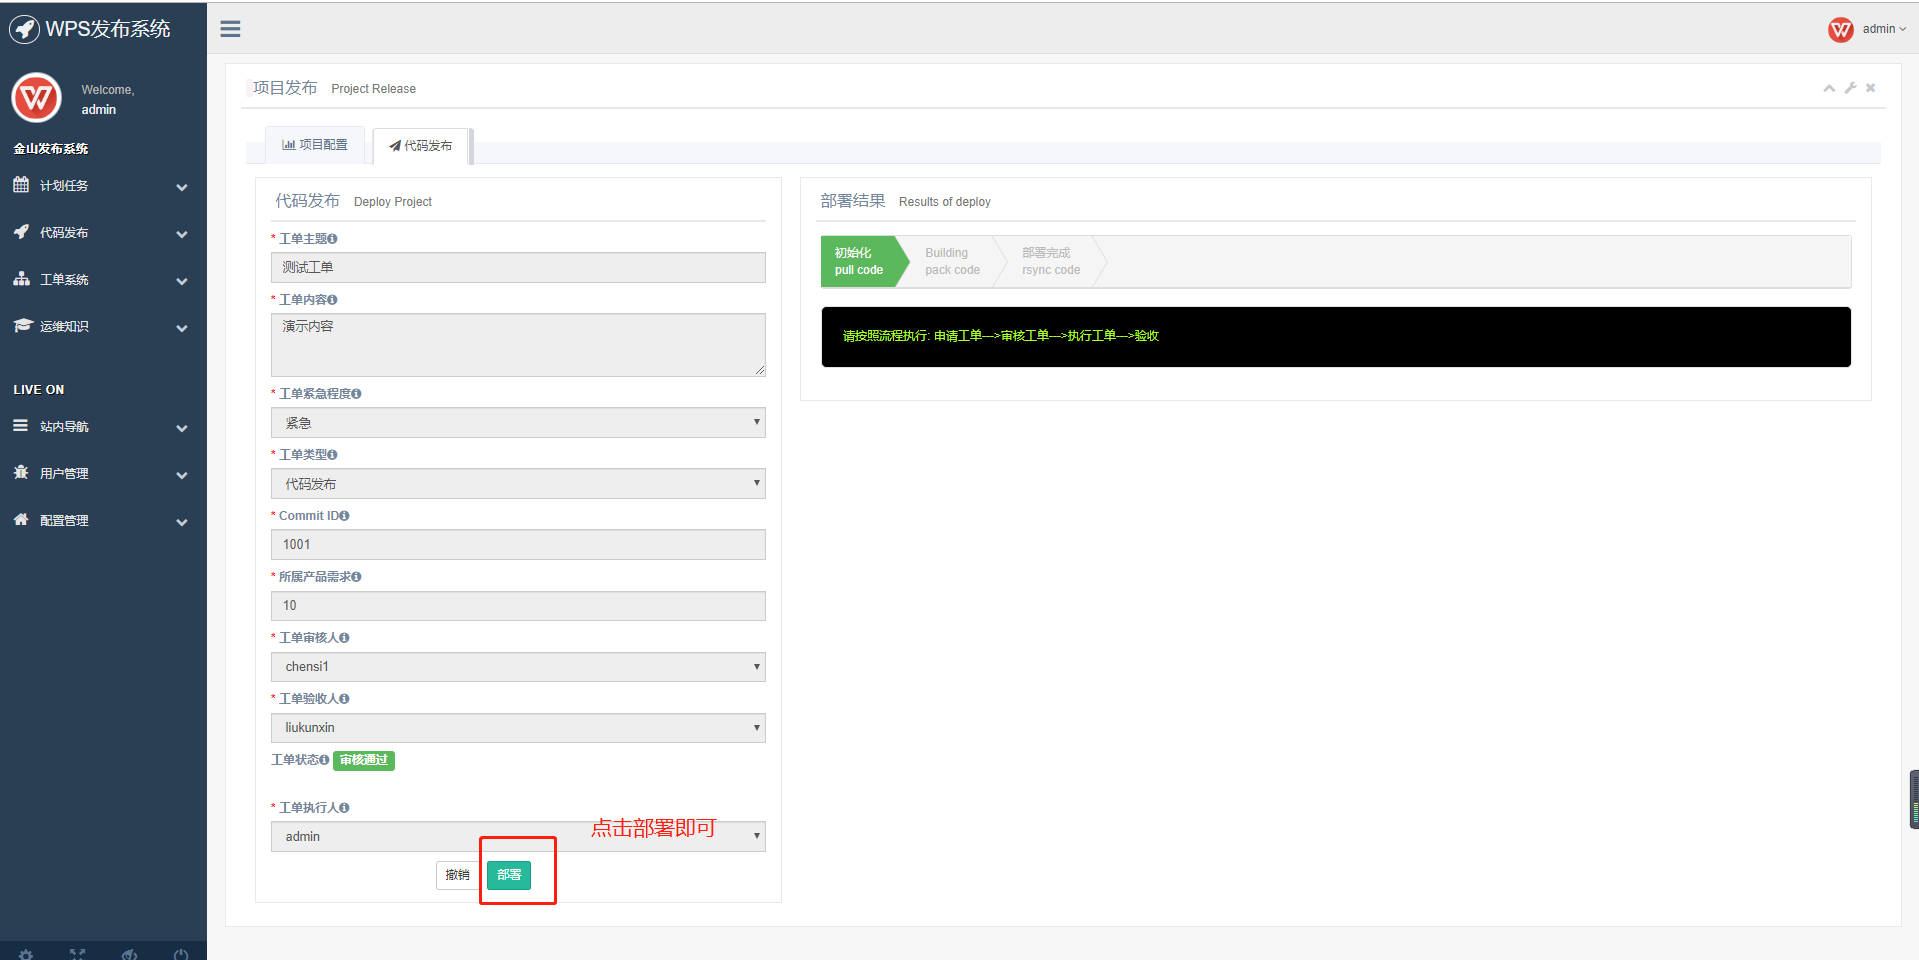 WPS发布系统
admin
Welcome,
admin
金山发布系统
计划任务
代码发布
工单系统
运维知识
LIVE ON
站内导航
用户管理
配置管理
项目发布 Project Release
项目配置
代码发布
代码发布 Deploy Project
* 工单主题
测试工单
* 工单内容
演示内容
* 工单紧急程度
紧急
* 工单类型
代码发布
* Commit ID
1001
* 所属产品需求
10
* 工单审核人
chensi1
* 工单验收人
liukunxin
工单状态 审核通过
* 工单执行人
admin
点击部署即可
撤销
部署
部署结果 Results of deploy
初始化
pull code
Building
pack code
部署完成
rsync code
请按照流程执行: 申请工单--->审核工单--->执行工单--->验收